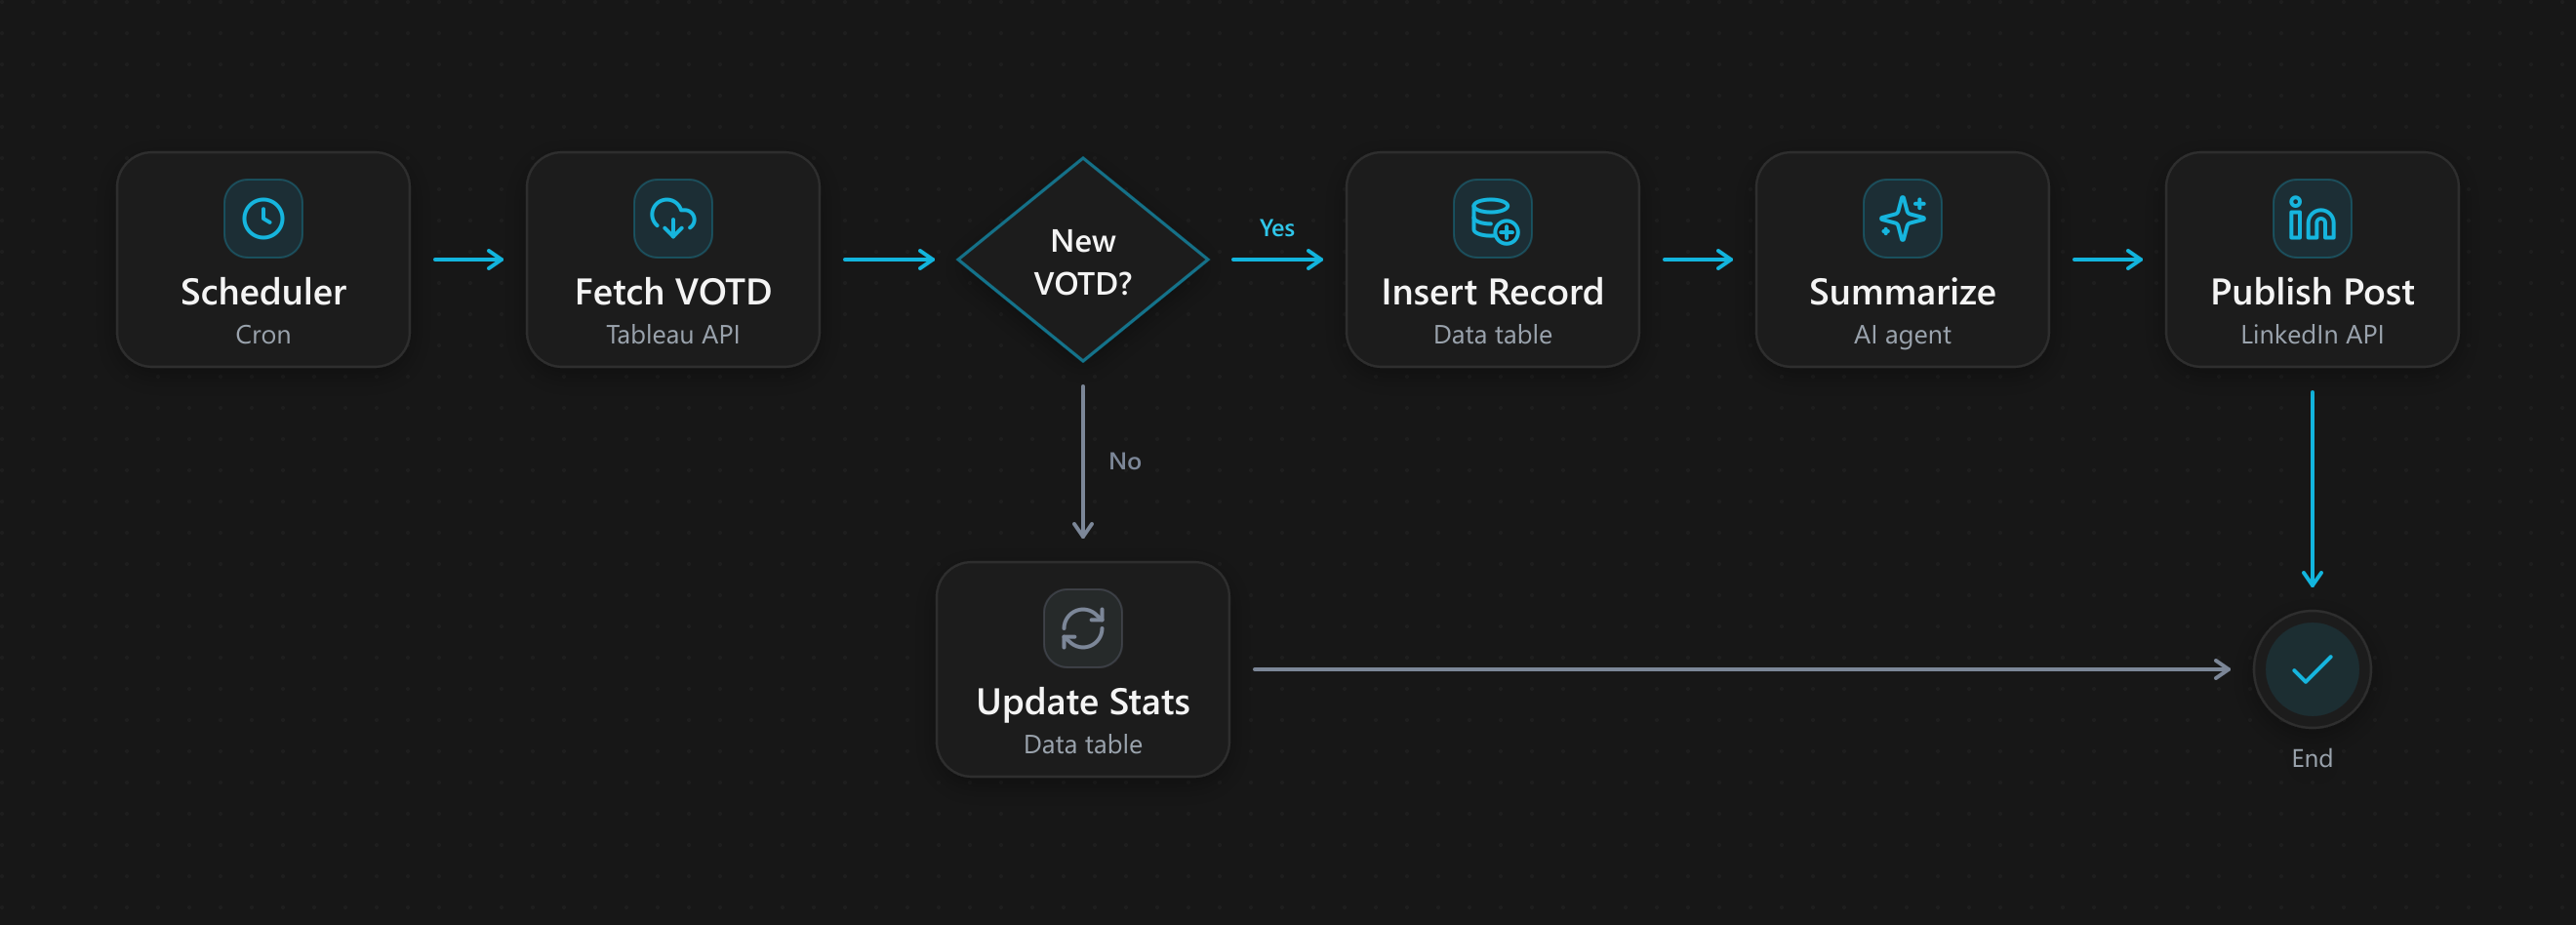 Scheduler
Cron
Fetch VOTD
Tableau API
New
VOTD?
Yes
Insert Record
Data table
Summarize
AI agent
Publish Post
LinkedIn API
No
Update Stats
Data table
End